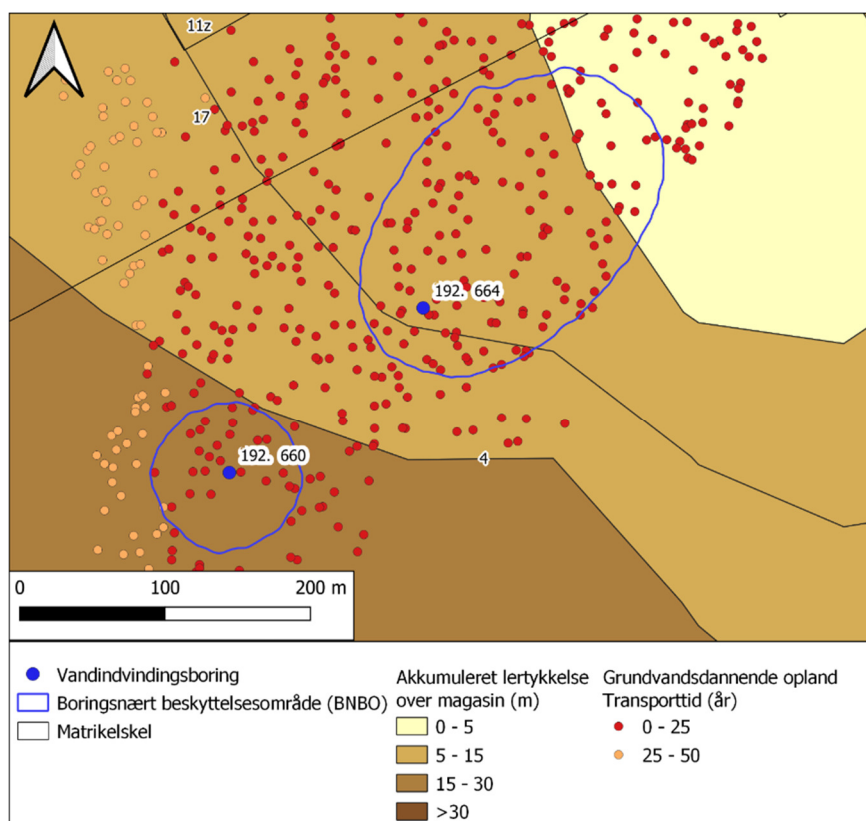 11z
17
192. 664
192. 660
4
0 100 200 m
Vandindvindingsboring
Boringsnært beskyttelsesområde (BNBO)
Matrikelskel
Akkumuleret lertykkelse
over magasin (m)
0 - 5
5 - 15
15 - 30
>30
Grundvandsdannende opland
Transporttid (år)
0 - 25
25 - 50